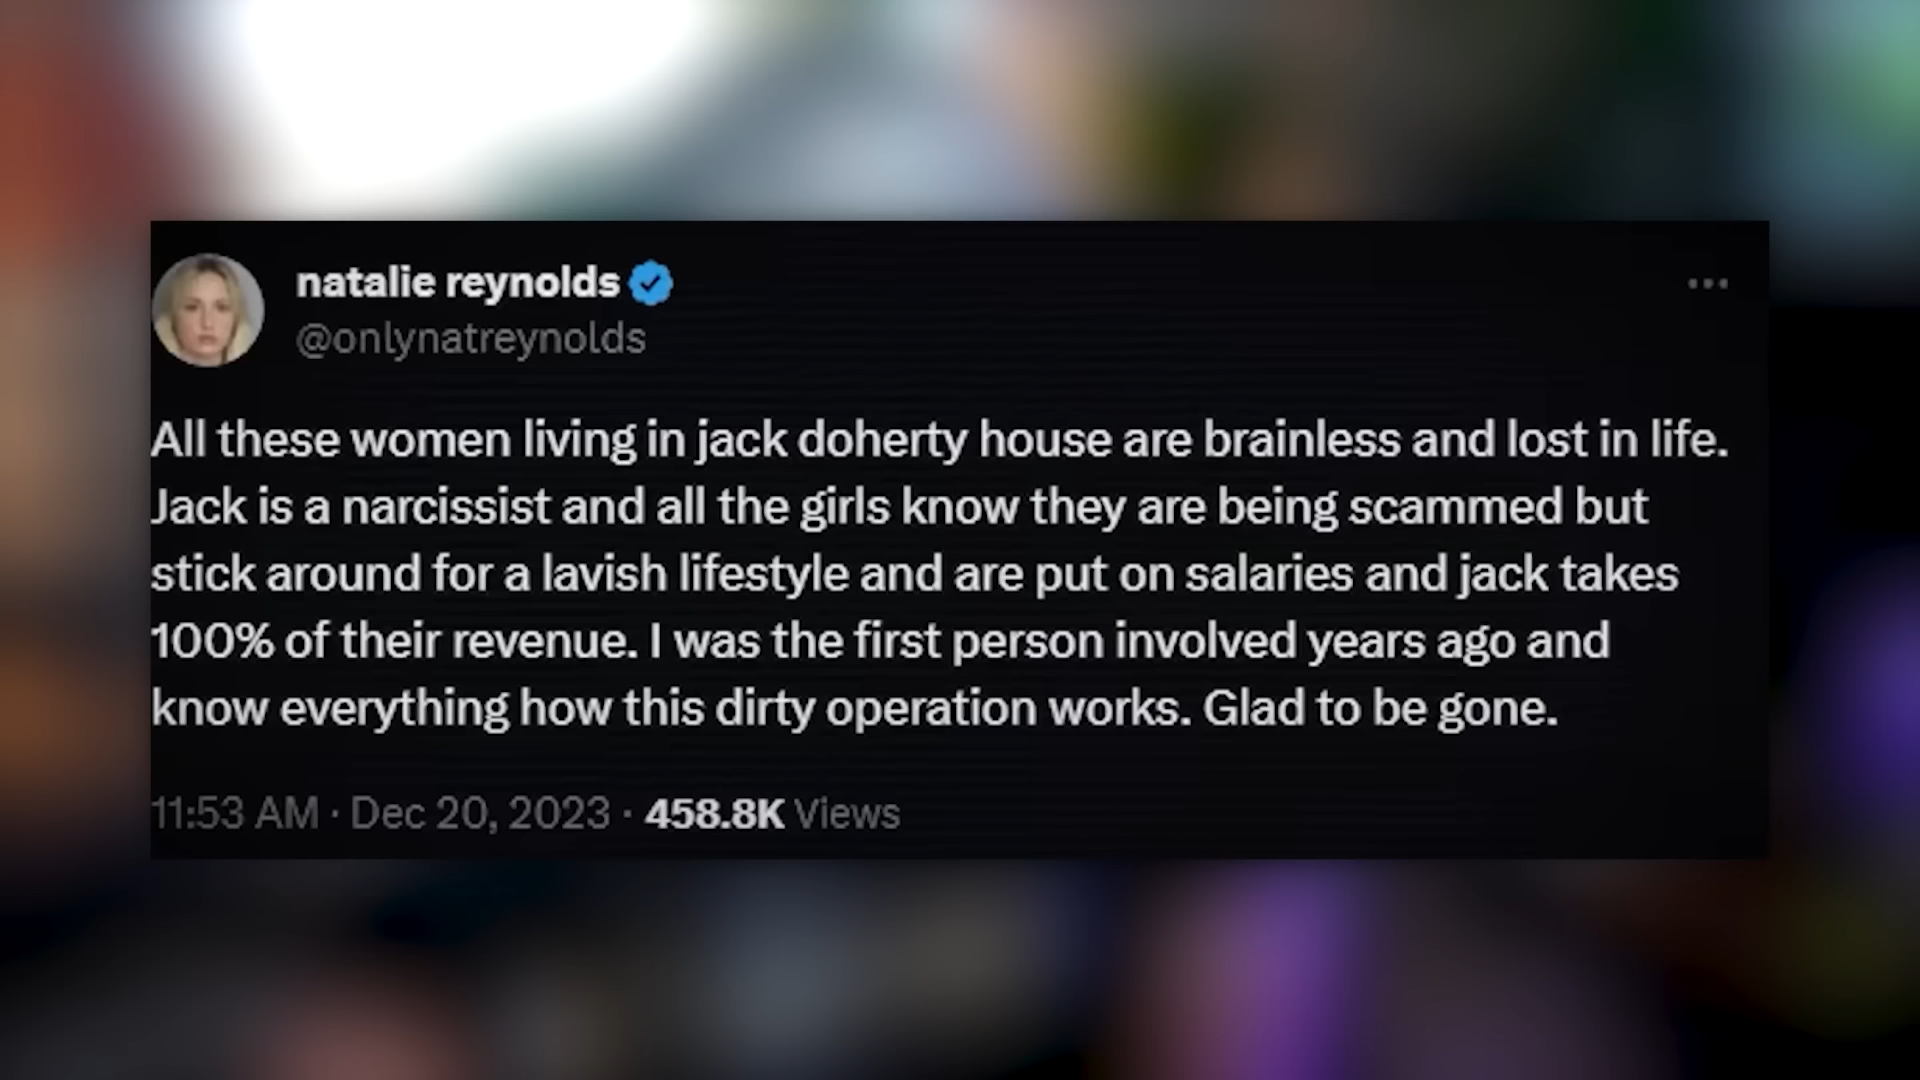 natalie reynolds
@onlynatreynolds
All these women living in jack doherty house are brainless and lost in life.
Jack is a narcissist and all the girls know they are being scammed but
stick around for a lavish lifestyle and are put on salaries and jack takes
100% of their revenue. I was the first person involved years ago and
know everything how this dirty operation works. Glad to be gone.
11:53 AM · Dec 20, 2023 · 458.8K Views